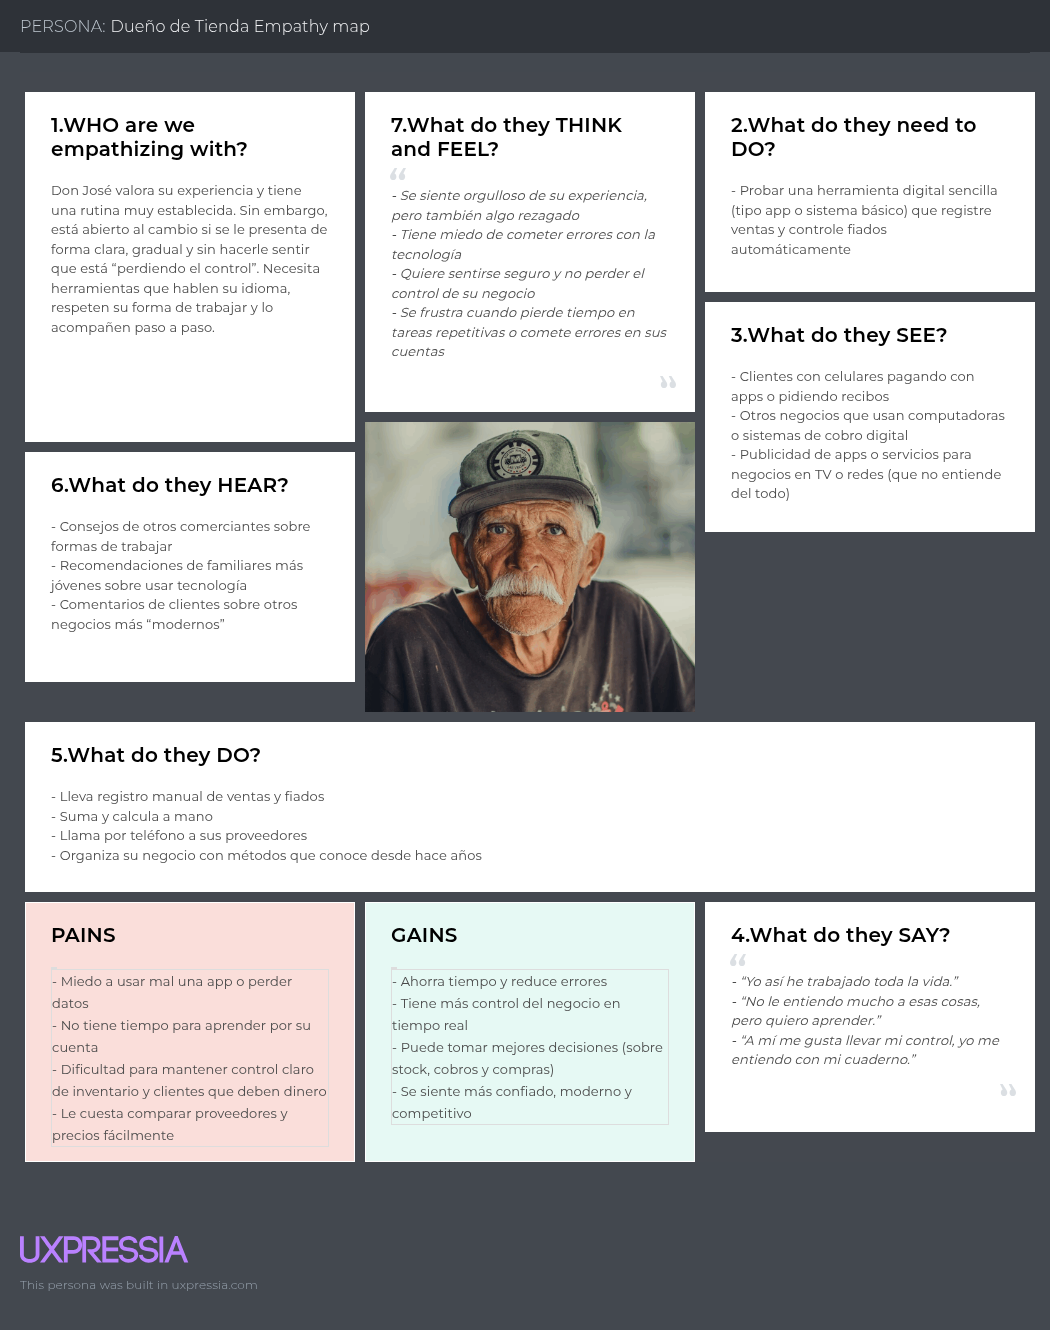 PERSONA: Dueño de Tienda Empathy map
1.WHO are we
empathizing with?
Don José valora su experiencia y tiene
una rutina muy establecida. Sin embargo,
está abierto al cambio si se le presenta de
forma clara, gradual y sin hacerle sentir
que está “perdiendo el control”. Necesita
herramientas que hablen su idioma,
respeten su forma de trabajar y lo
acompañen paso a paso.
7.What do they THINK
and FEEL?
- Se siente orgulloso de su experiencia,
pero también algo rezagado
- Tiene miedo de cometer errores con la
tecnología
- Quiere sentirse seguro y no perder el
control de su negocio
- Se frustra cuando pierde tiempo en
tareas repetitivas o comete errores en sus
cuentas
2.What do they need to
DO?
- Probar una herramienta digital sencilla
(tipo app o sistema básico) que registre
ventas y controle fiados
automáticamente
3.What do they SEE?
- Clientes con celulares pagando con
apps o pidiendo recibos
- Otros negocios que usan computadoras
o sistemas de cobro digital
- Publicidad de apps o servicios para
negocios en TV o redes (que no entiende
del todo)
6.What do they HEAR?
- Consejos de otros comerciantes sobre
formas de trabajar
- Recomendaciones de familiares más
jóvenes sobre usar tecnología
- Comentarios de clientes sobre otros
negocios más “modernos”
5.What do they DO?
- Lleva registro manual de ventas y fiados
- Suma y calcula a mano
- Llama por teléfono a sus proveedores
- Organiza su negocio con métodos que conoce desde hace años
PAINS
- Miedo a usar mal una app o perder
datos
- No tiene tiempo para aprender por su
cuenta
- Dificultad para mantener control claro
de inventario y clientes que deben dinero
- Le cuesta comparar proveedores y
precios fácilmente
GAINS
- Ahorra tiempo y reduce errores
- Tiene más control del negocio en
tiempo real
- Puede tomar mejores decisiones (sobre
stock, cobros y compras)
- Se siente más confiado, moderno y
competitivo
4.What do they SAY?
- “Yo así he trabajado toda la vida.”
- “No le entiendo mucho a esas cosas,
pero quiero aprender.”
- “A mí me gusta llevar mi control, yo me
entiendo con mi cuaderno.”
UXPRESSIA
This persona was built in uxpressia.com